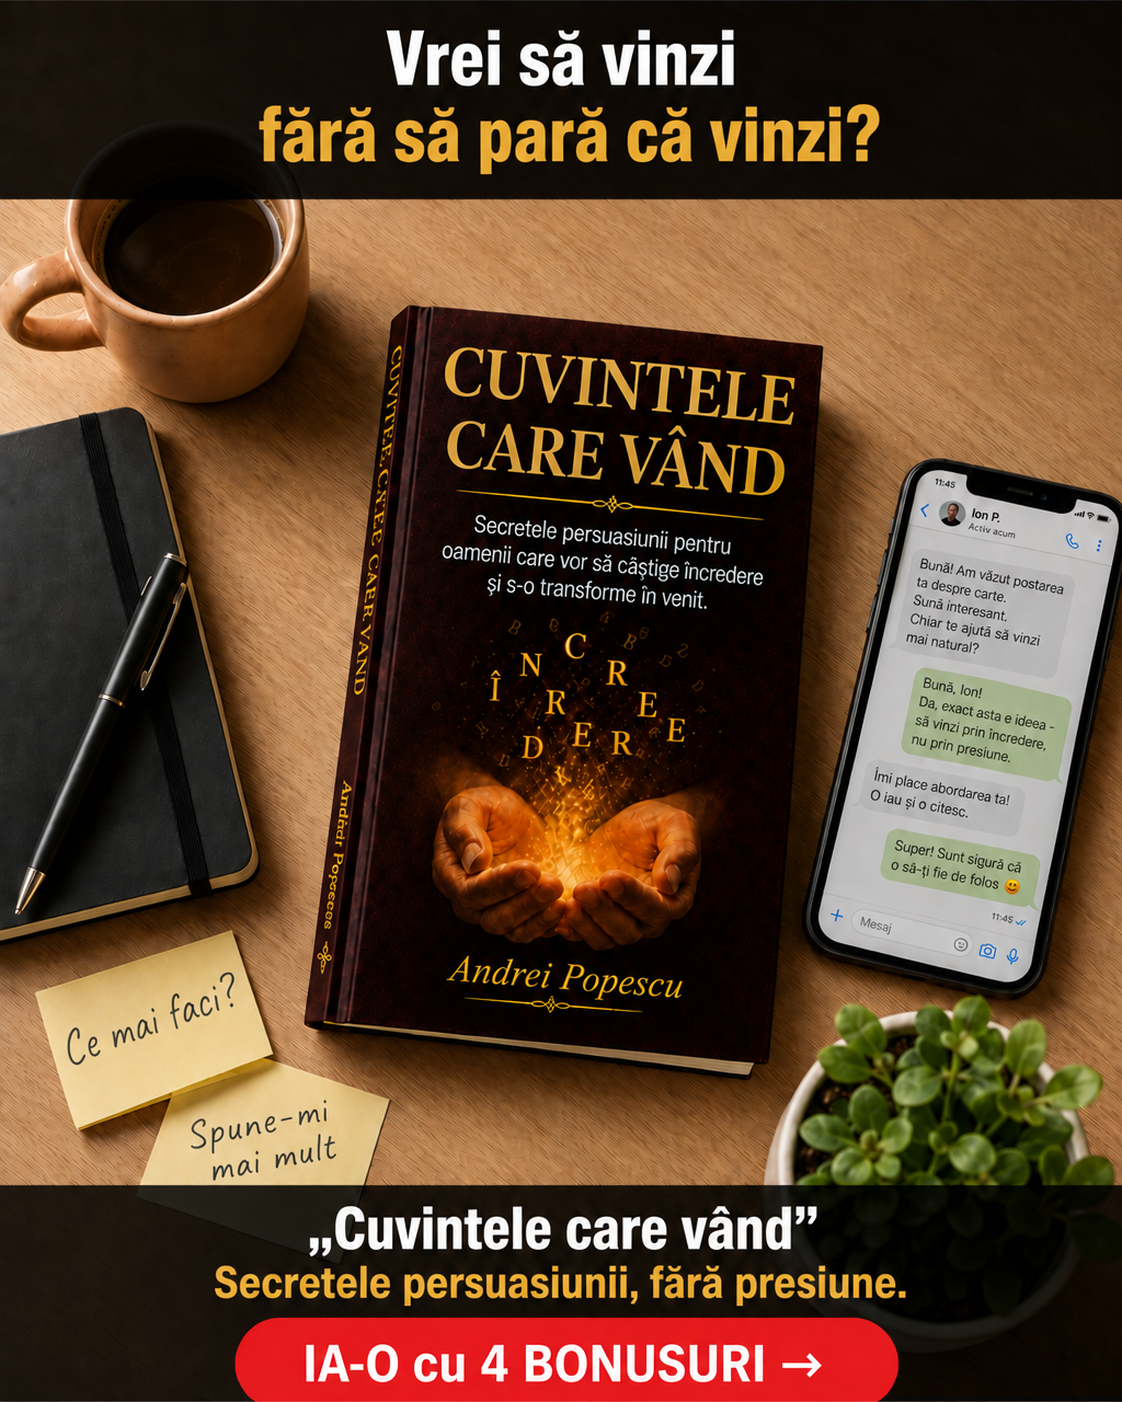 Vrei să vinzi
fără să pară că vinzi?
CUVINTELE
CARE VÂND
Secretele persuasiunii pentru
oamenii care vor să câștige încredere
și s-o transforme în venit.
C
N R
Î R E E
D E R
Andrei Popescu
11:45
Ion P.
Activ acum
Bună! Am văzut postarea
ta despre carte.
Sună interesant.
Chiar te ajută să vinzi
mai natural?
Bună, Ion!
Da, exact asta e ideea -
să vinzi prin încredere,
nu prin presiune.
Îmi place abordarea ta!
O iau și o citesc.
Super! Sunt sigură că
o să-ți fie de folos 😊
11:45
Mesaj
Ce mai faci?
Spune-mi
mai mult
„Cuvintele care vând”
Secretele persuasiunii, fără presiune.
IA-O cu 4 BONUSURI →